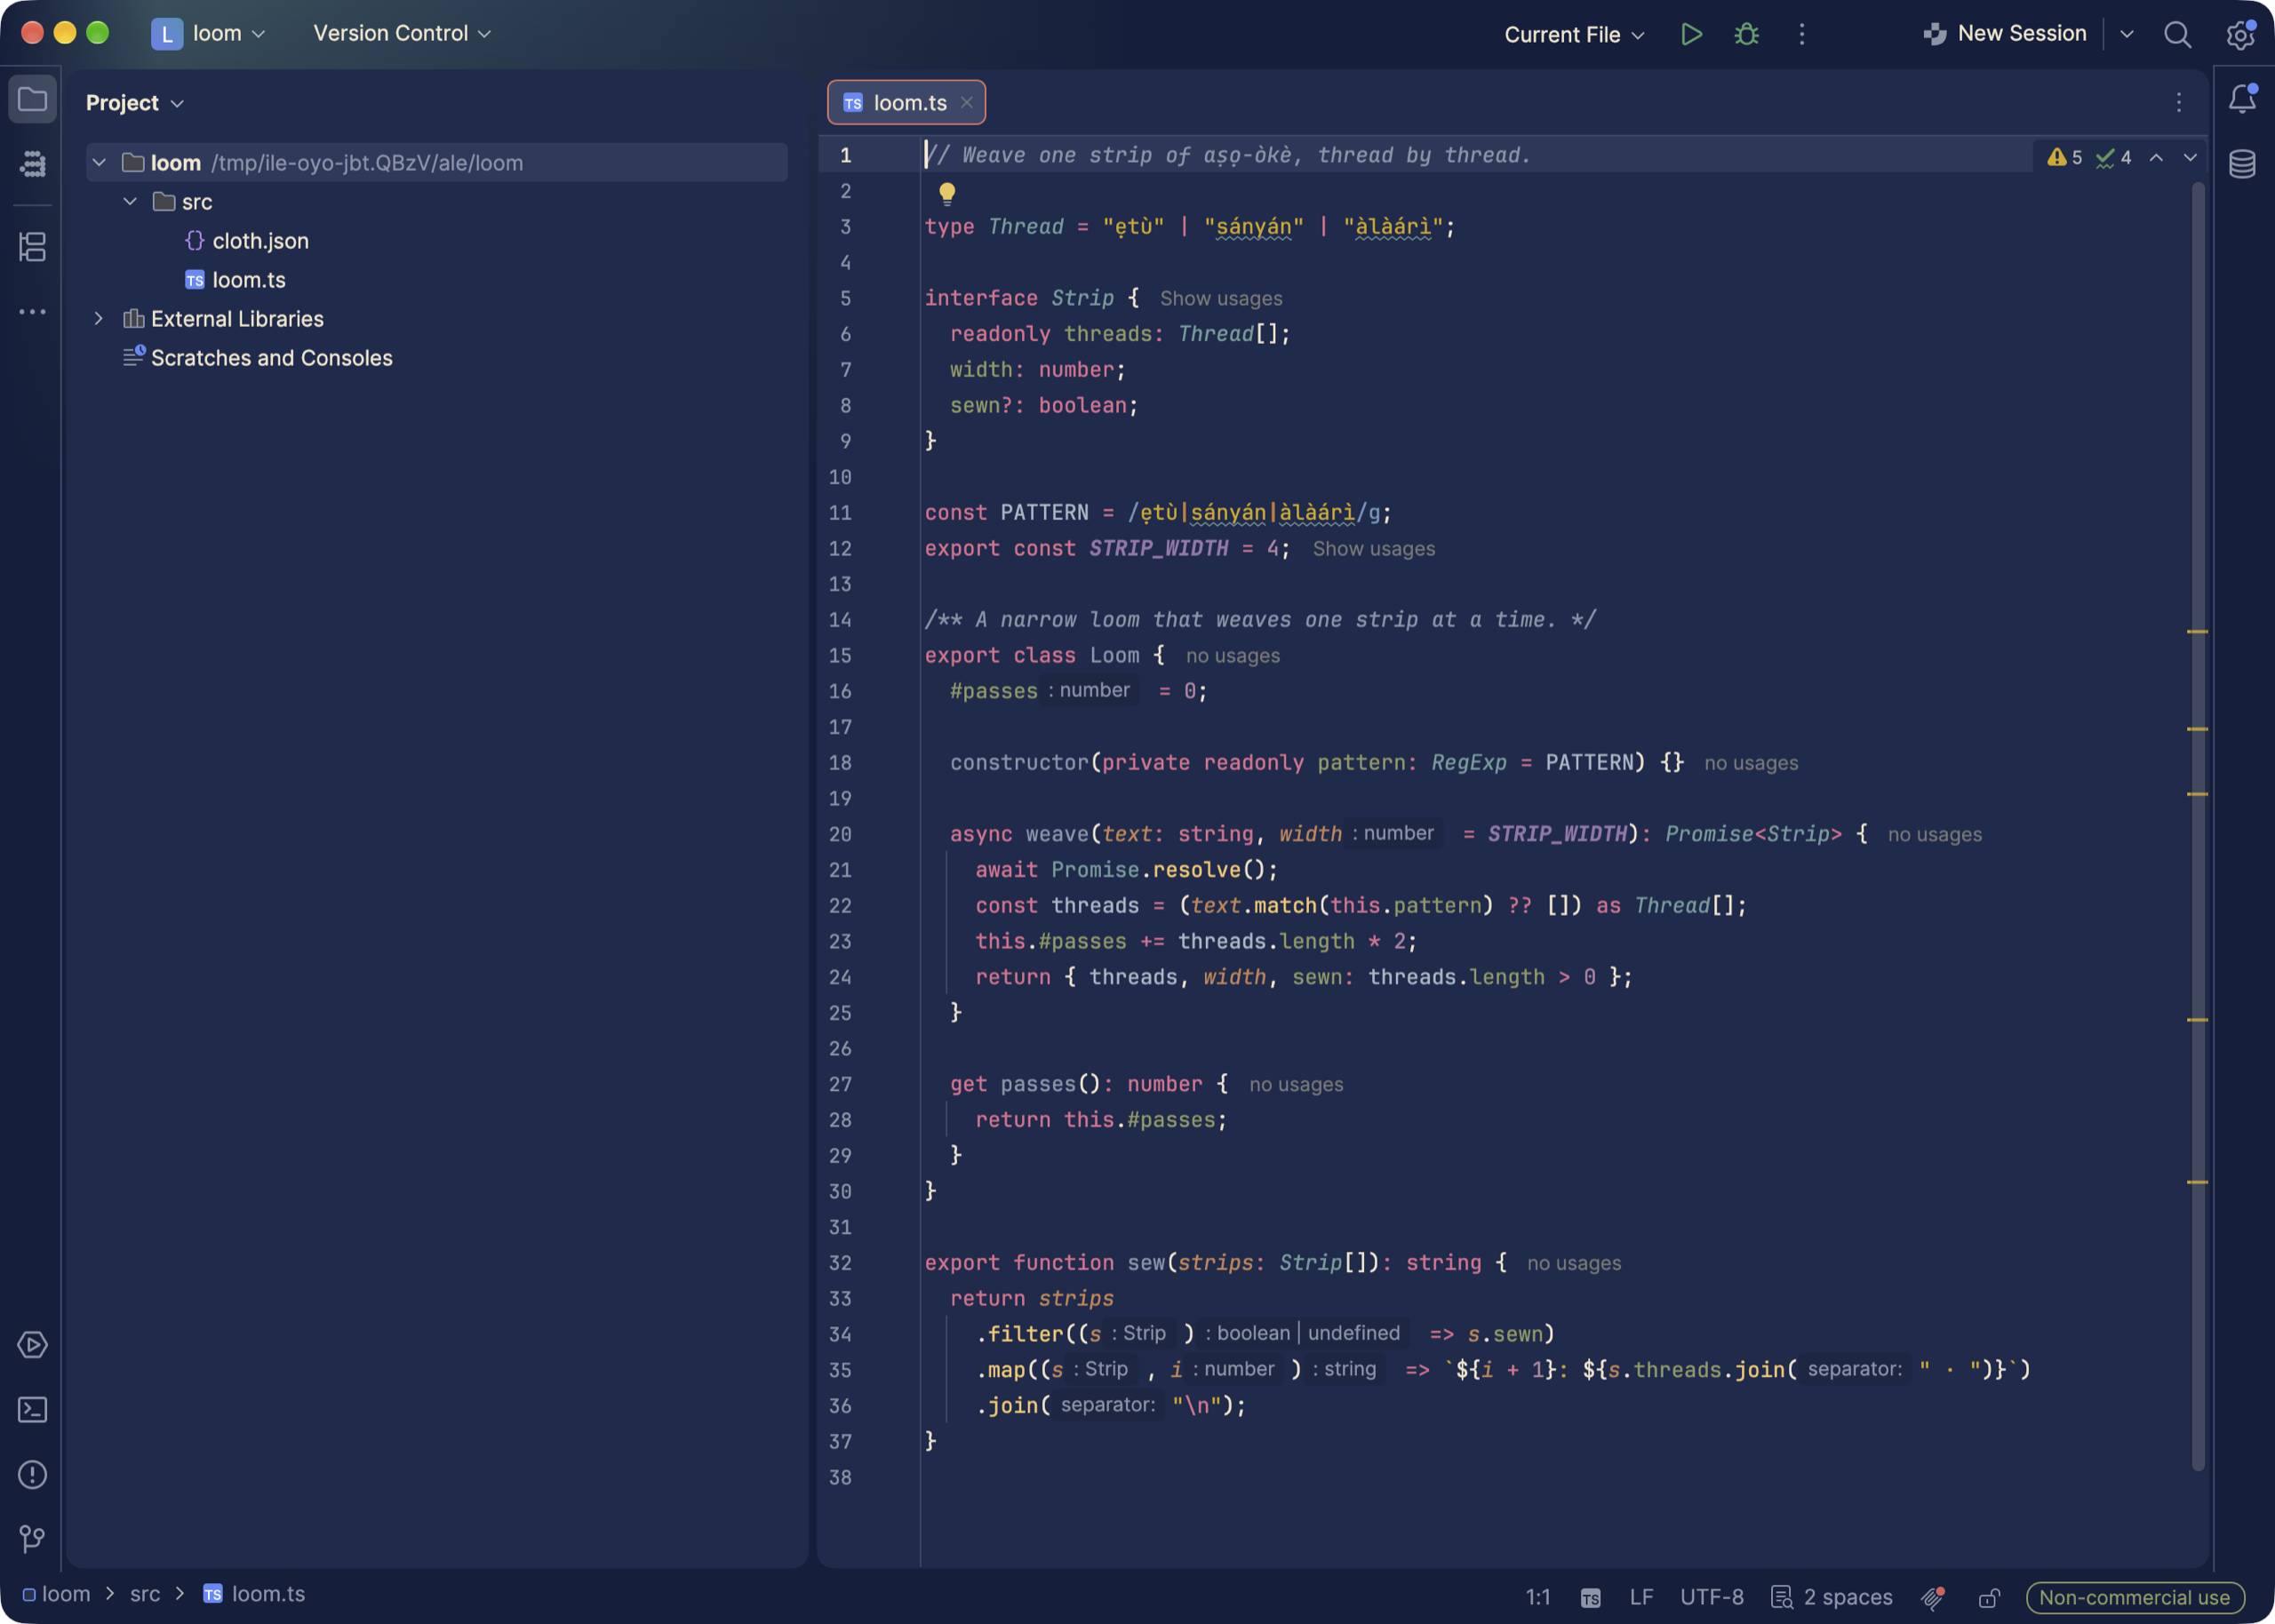 L loom Version Control Current File New Session
Project
loom /tmp/ile-oyo-jbt.QBzV/ale/loom
src
{} cloth.json
TS loom.ts
External Libraries
Scratches and Consoles
TS loom.ts
5 4
1 // Weave one strip of aṣọ-òkè, thread by thread.
2
3 type Thread = "ẹtù" | "sányán" | "àlàárì";
4
5 interface Strip { Show usages
6 readonly threads: Thread[];
7 width: number;
8 sewn?: boolean;
9 }
10
11 const PATTERN = /ẹtù|sányán|àlàárì/g;
12 export const STRIP_WIDTH = 4; Show usages
13
14 /** A narrow loom that weaves one strip at a time. */
15 export class Loom { no usages
16 #passes : number = 0;
17
18 constructor(private readonly pattern: RegExp = PATTERN) {} no usages
19
20 async weave(text: string, width : number = STRIP_WIDTH): Promise<Strip> { no usages
21 await Promise.resolve();
22 const threads = (text.match(this.pattern) ?? []) as Thread[];
23 this.#passes += threads.length * 2;
24 return { threads, width, sewn: threads.length > 0 };
25 }
26
27 get passes(): number { no usages
28 return this.#passes;
29 }
30 }
31
32 export function sew(strips: Strip[]): string { no usages
33 return strips
34 .filter((s : Strip ) : boolean | undefined => s.sewn)
35 .map((s : Strip , i : number ) : string => `${i + 1}: ${s.threads.join( separator: " · ")}`)
36 .join( separator: "\n");
37 }
38
loom > src > TS loom.ts
1:1 TS LF UTF-8 2 spaces Non-commercial use